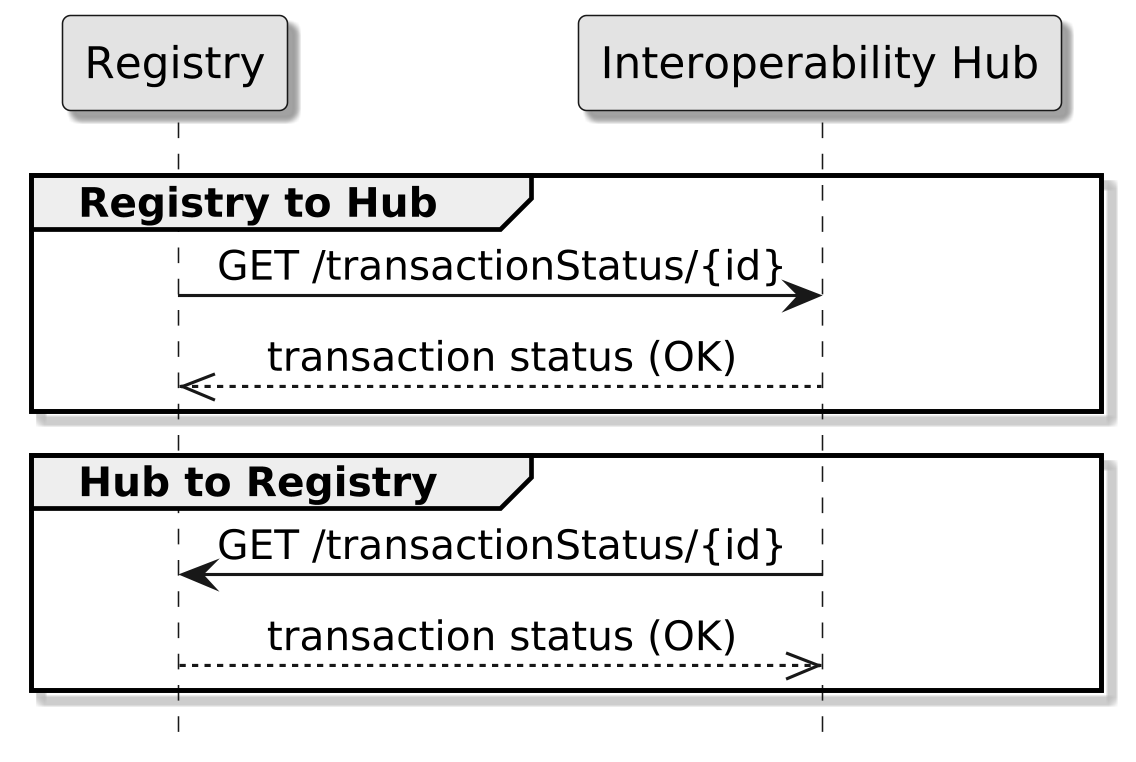 Registry
Interoperability Hub
Registry to Hub
GET /transactionStatus/{id}
transaction status (OK)
Hub to Registry
GET /transactionStatus/{id}
transaction status (OK)